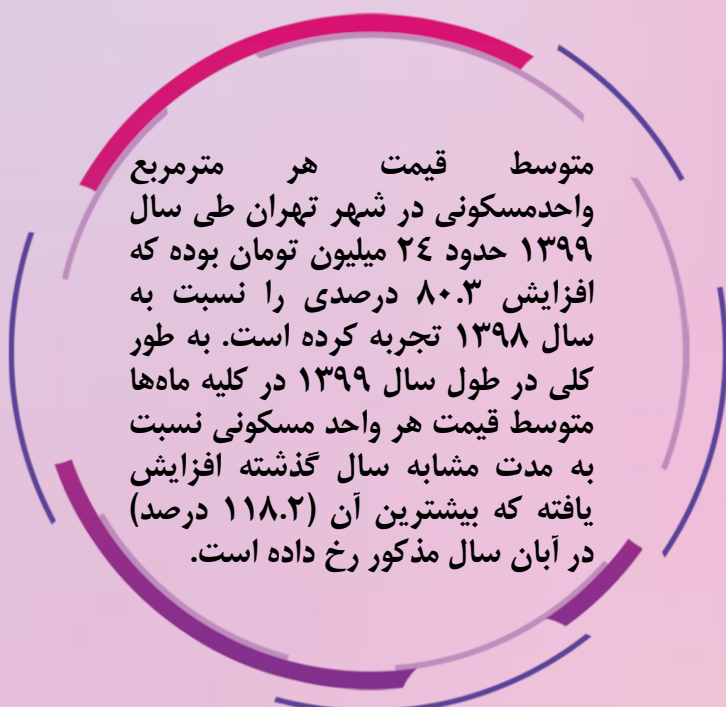 متوسط قیمت هر مترمربع
واحدمسکونی در شهر تهران طی سال
۱۳۹۹ حدود ۲٤ میلیون تومان بوده که
افزایش ۸۰.۳ درصدی را نسبت به
سال ۱۳۹۸ تجربه کرده است. به طور
کلی در طول سال ۱۳۹۹ در کلیه ماه‌ها
متوسط قیمت هر واحد مسکونی نسبت
به مدت مشابه سال گذشته افزایش
یافته که بیشترین آن (۱۱۸.۲ درصد)
در آبان سال مذکور رخ داده است.